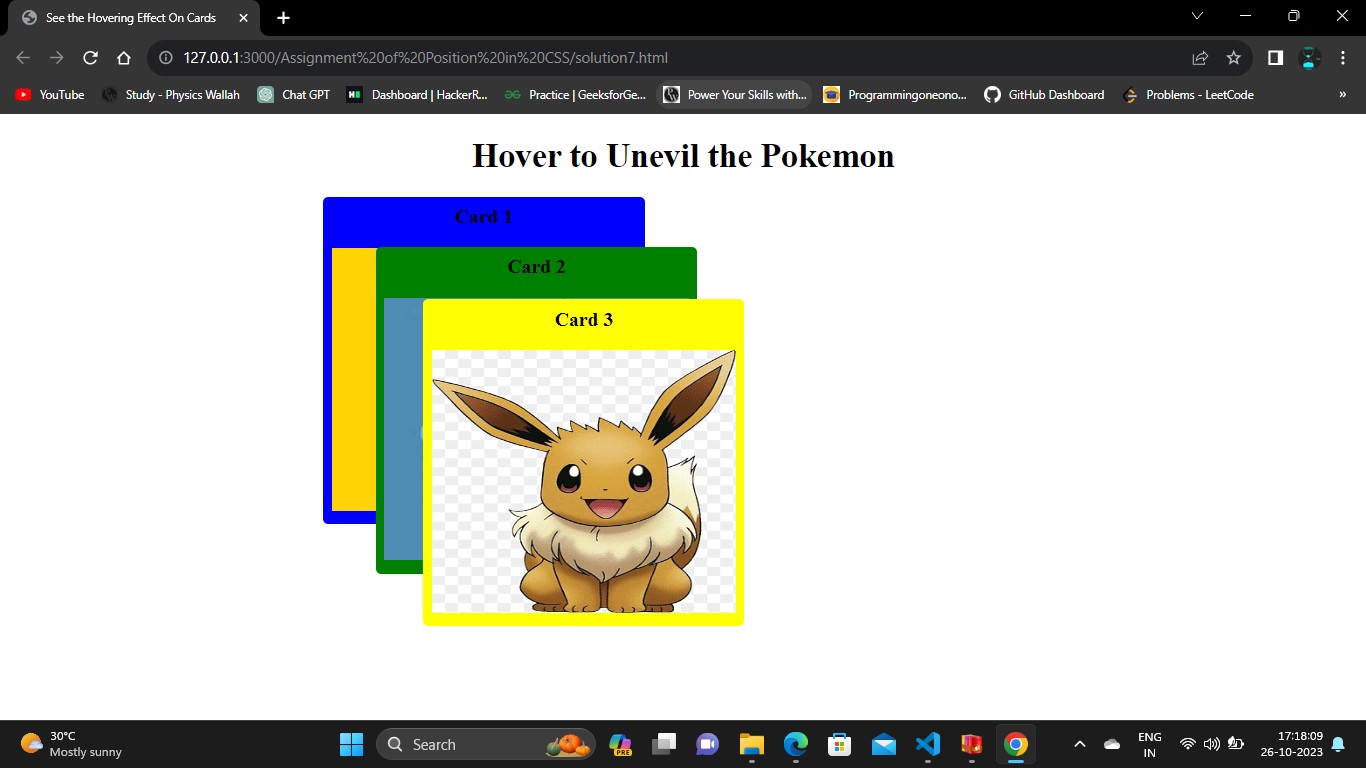 See the Hovering Effect On Cards
127.0.0.1:3000/Assignment%20of%20Position%20in%20CSS/solution7.html
YouTube Study - Physics Wallah Chat GPT Dashboard | HackerR... Practice | GeeksforGe... Power Your Skills with... Programmingoneono... GitHub Dashboard Problems - LeetCode »
Hover to Unevil the Pokemon
Card 1
Card 2
Card 3
30°C
Mostly sunny
Search
PRE
ENG
IN
17:18:09
26-10-2023